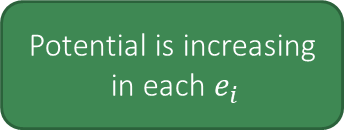 Potential is increasing
in each $e_i$